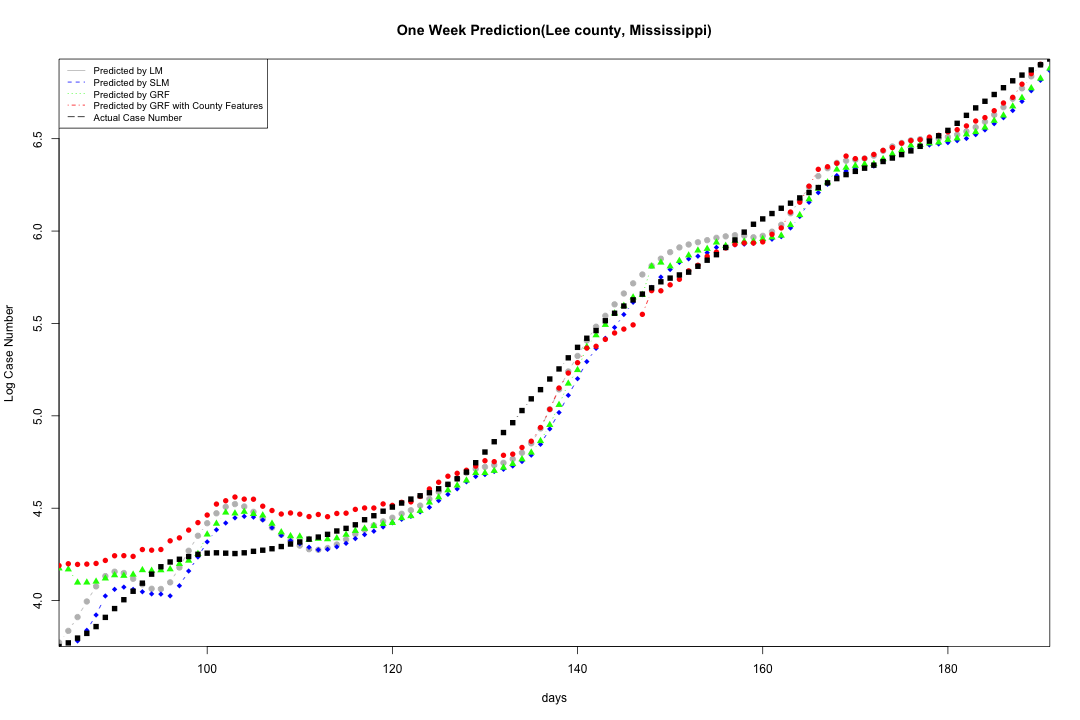 One Week Prediction(Lee county, Mississippi)
Predicted by LM
Predicted by SLM
Predicted by GRF
Predicted by GRF with County Features
Actual Case Number
Log Case Number
6.5
6.0
5.5
5.0
4.5
4.0
100 120 140 160 180
days